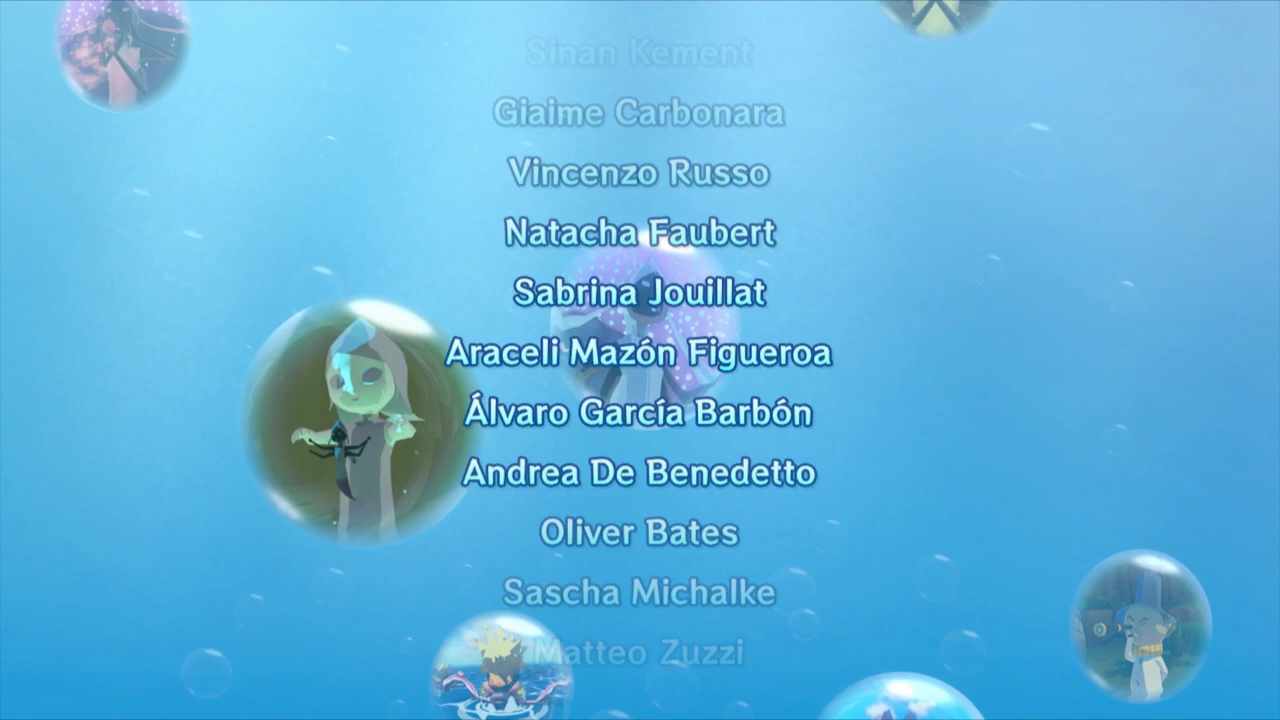 Sinan Kement
Giaime Carbonara
Vincenzo Russo
Natacha Faubert
Sabrina Jouillat
Araceli Mazón Figueroa
Álvaro García Barbón
Andrea De Benedetto
Oliver Bates
Sascha Michalke
Matteo Zuzzi